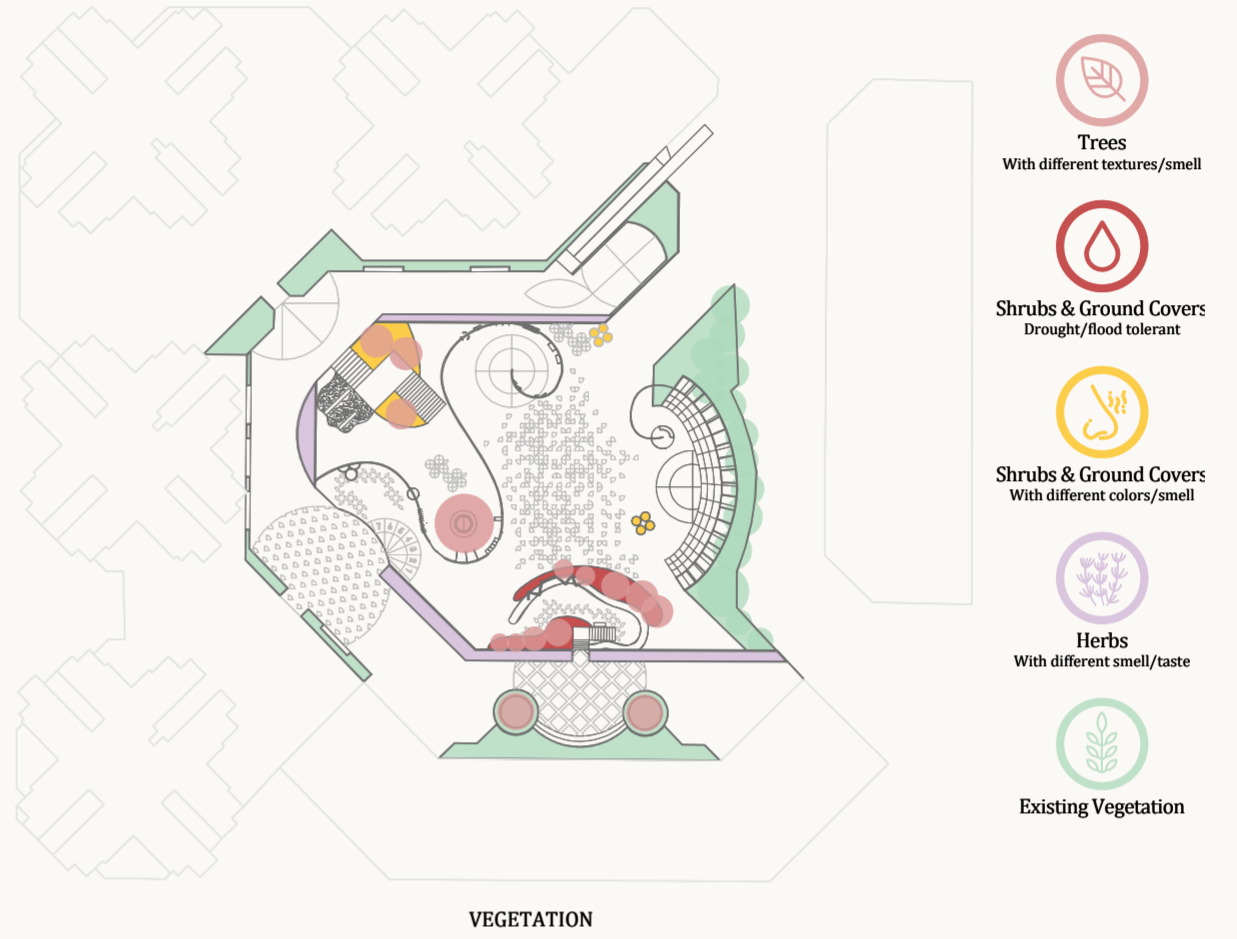 Trees
With different textures/smell
Shrubs & Ground Covers
Drought/flood tolerant
Shrubs & Ground Covers
With different colors/smell
Herbs
With different smell/taste
Existing Vegetation
VEGETATION